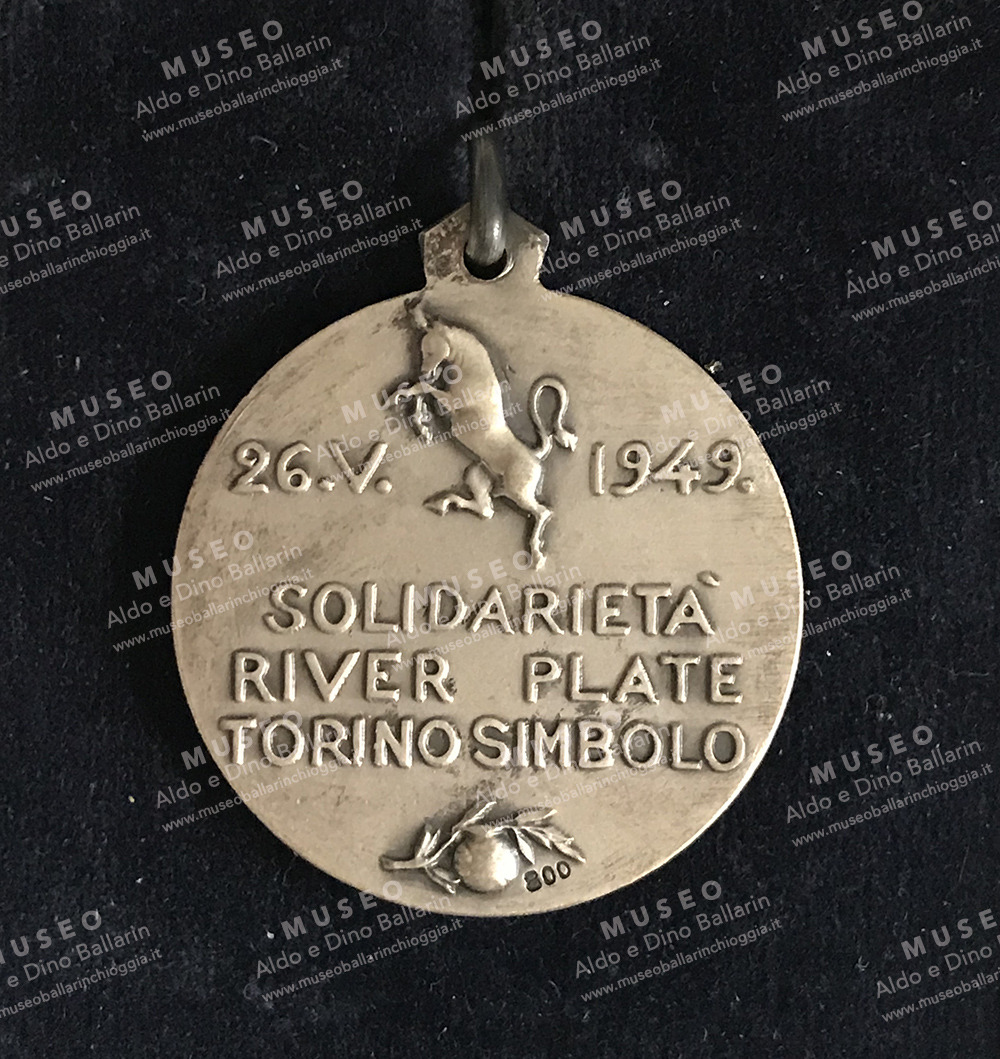 26.V. 1949.
SOLIDARIETÀ
RIVER PLATE
TORINO SIMBOLO
800
MUSEO
Aldo e Dino Ballarin
www.museoballarinchioggia.it